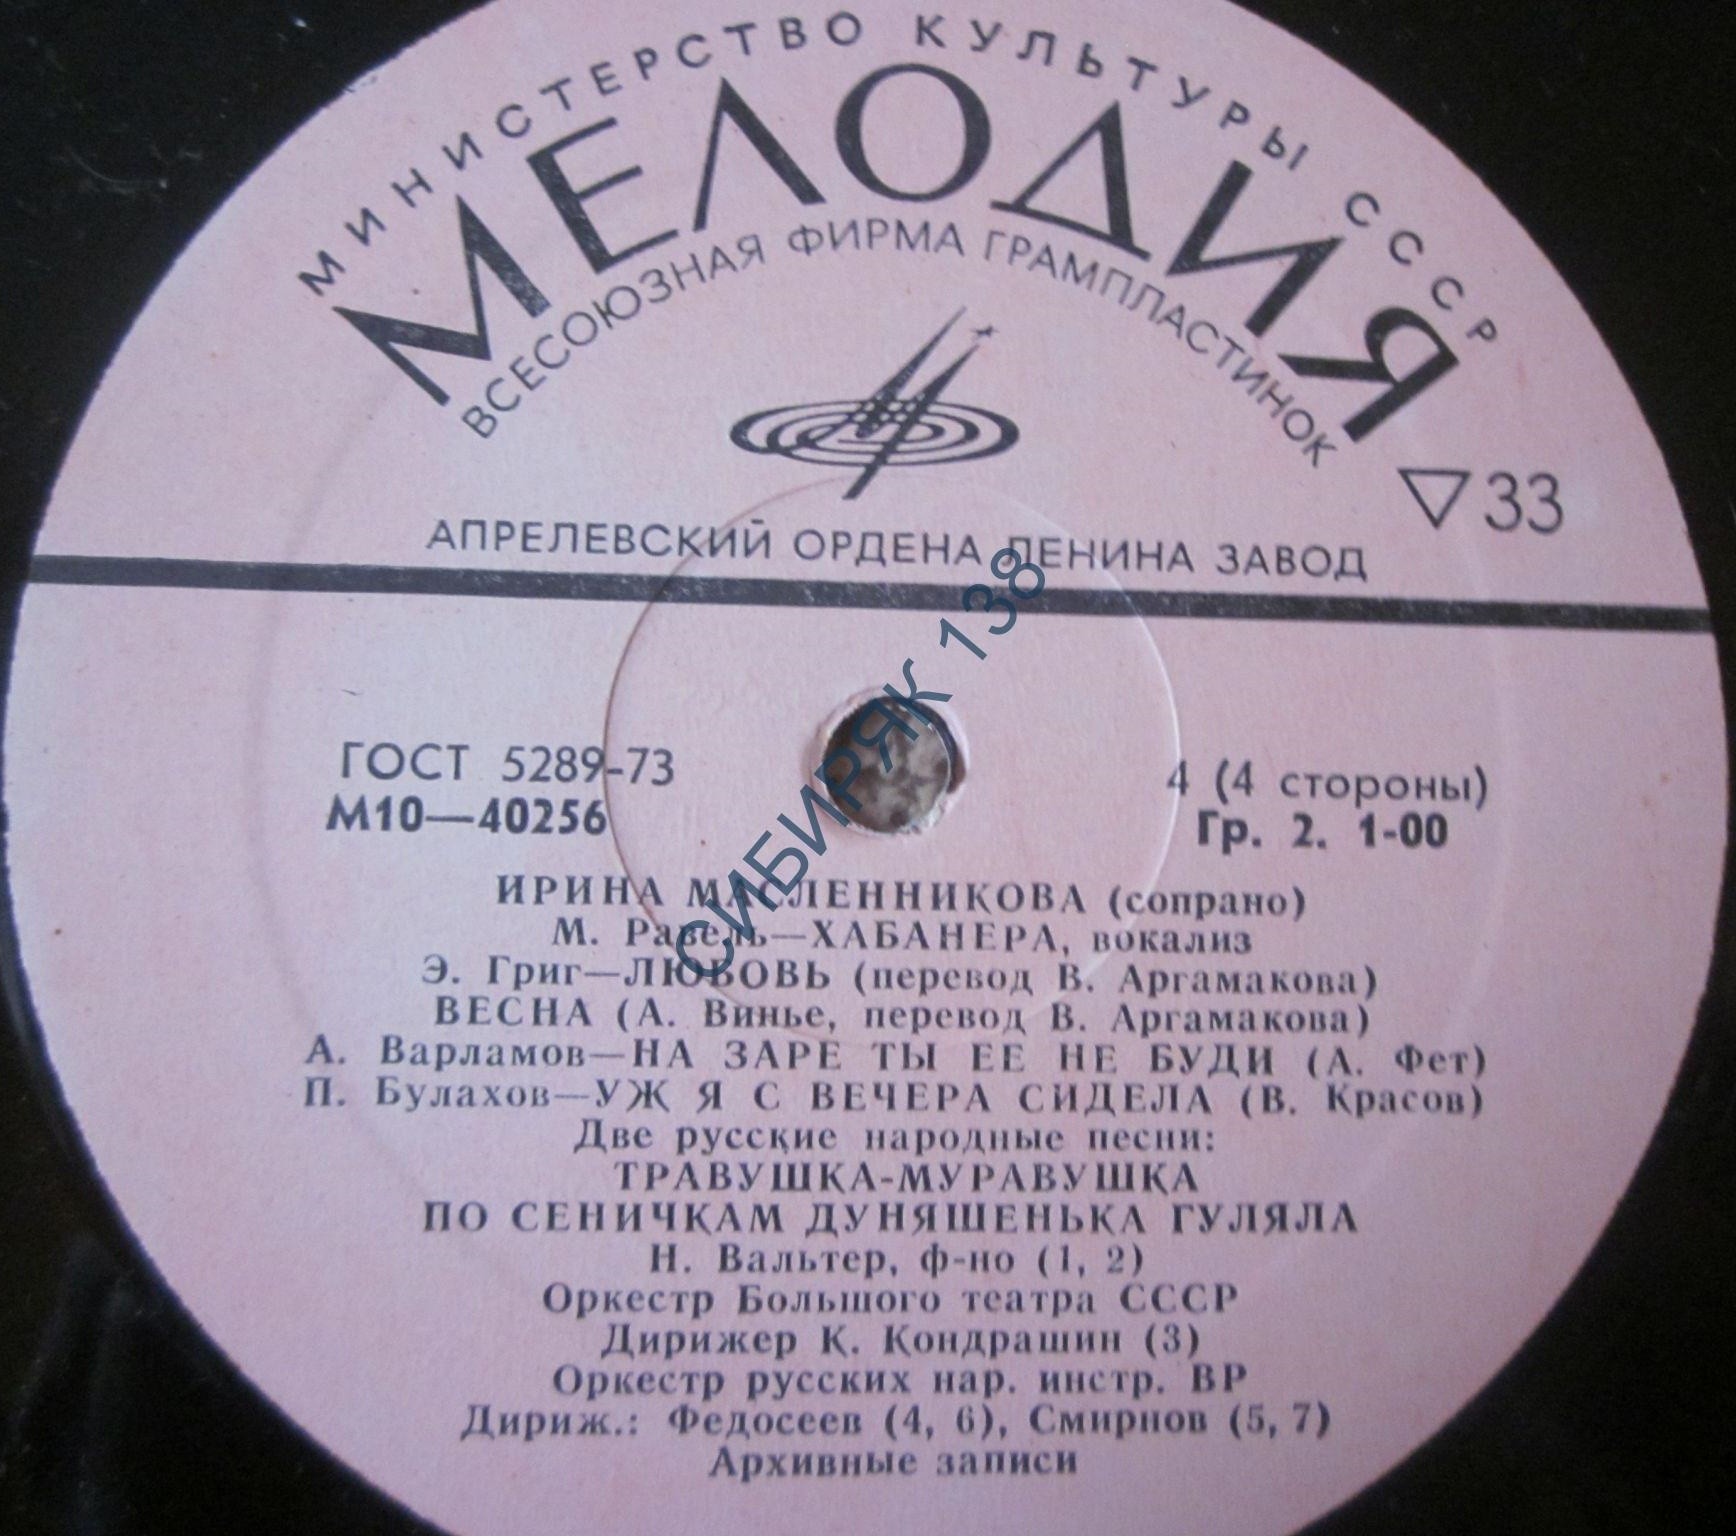 МИНИСТЕРСТВО КУЛЬТУРЫ СССР
МЕЛОДИЯ
ВСЕСОЮЗНАЯ ФИРМА ГРАМПЛАСТИНОК
▽33
АПРЕЛЕВСКИЙ ОРДЕНА ЛЕНИНА ЗАВОД
СИБИРЯК 138
ГОСТ 5289-73
М10—40256
4 (4 стороны)
Гр. 2. 1-00
ИРИНА МАСЛЕННИКОВА (сопрано)
М. Равель—ХАБАНЕРА, вокализ
Э. Григ—ЛЮБОВЬ (перевод В. Аргамакова)
ВЕСНА (А. Винье, перевод В. Аргамакова)
А. Варламов—НА ЗАРЕ ТЫ ЕЕ НЕ БУДИ (А. Фет)
П. Булахов—УЖ Я С ВЕЧЕРА СИДЕЛА (В. Красов)
Две русские народные песни:
ТРАВУШКА-МУРАВУШКА
ПО СЕНИЧКАМ ДУНЯШЕНЬКА ГУЛЯЛА
Н. Вальтер, ф-но (1, 2)
Оркестр Большого театра СССР
Дирижер К. Кондрашин (3)
Оркестр русских нар. инстр. ВР
Дириж.: Федосеев (4, 6), Смирнов (5, 7)
Архивные записи